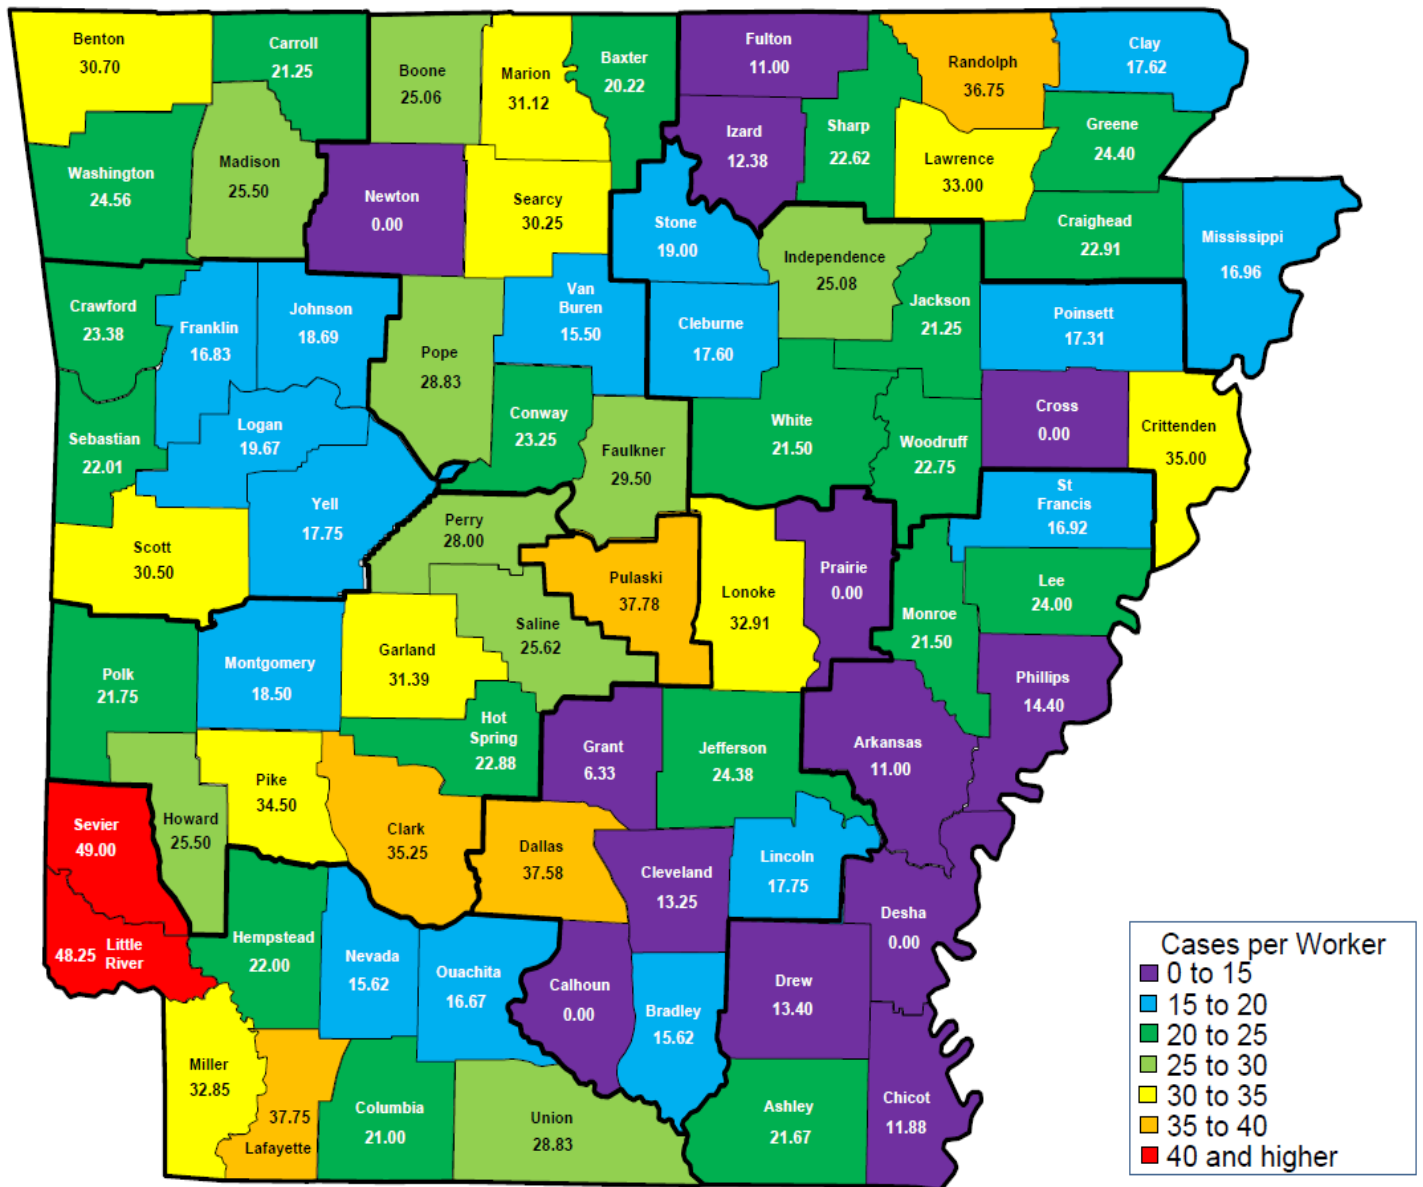 Benton
30.70
Carroll
21.25
Boone
25.06
Marion
31.12
Baxter
20.22
Fulton
11.00
Randolph
36.75
Clay
17.62
Washington
24.56
Madison
25.50
Newton
0.00
Searcy
30.25
Stone
19.00
Izard
12.38
Sharp
22.62
Lawrence
33.00
Greene
24.40
Craighead
22.91
Mississippi
16.96
Crawford
23.38
Franklin
16.83
Johnson
18.69
Pope
28.83
Van
Buren
15.50
Cleburne
17.60
Independence
25.08
Jackson
21.25
Poinsett
17.31
Sebastian
22.01
Logan
19.67
Conway
23.25
Faulkner
29.50
White
21.50
Woodruff
22.75
Cross
0.00
Crittenden
35.00
Scott
30.50
Yell
17.75
Perry
28.00
St
Francis
16.92
Pulaski
37.78
Lonoke
32.91
Prairie
0.00
Monroe
21.50
Lee
24.00
Polk
21.75
Montgomery
18.50
Garland
31.39
Saline
25.62
Phillips
14.40
Hot
Spring
22.88
Grant
6.33
Jefferson
24.38
Arkansas
11.00
Sevier
49.00
Howard
25.50
Pike
34.50
Clark
35.25
Dallas
37.58
Cleveland
13.25
Lincoln
17.75
Desha
0.00
48.25 Little
River
Hempstead
22.00
Nevada
15.62
Ouachita
16.67
Calhoun
0.00
Bradley
15.62
Drew
13.40
Miller
32.85
37.75
Lafayette
Columbia
21.00
Union
28.83
Ashley
21.67
Chicot
11.88
Cases per Worker
0 to 15
15 to 20
20 to 25
25 to 30
30 to 35
35 to 40
40 and higher